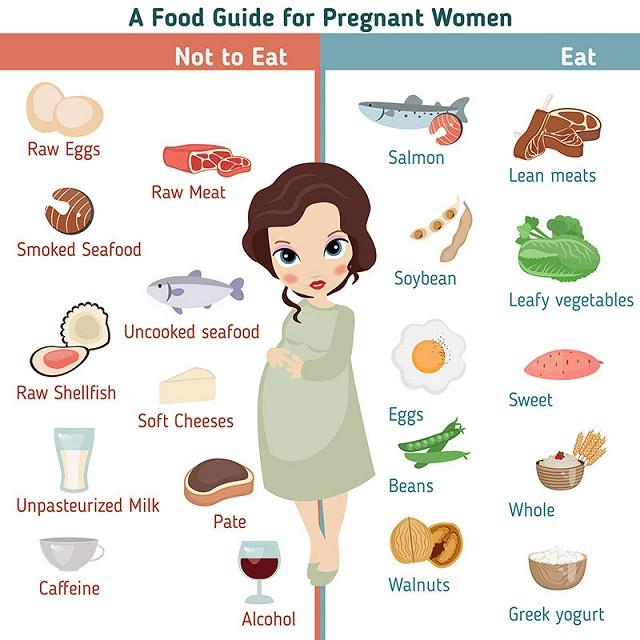 A Food Guide for Pregnant Women
Not to Eat
Raw Eggs
Raw Meat
Smoked Seafood
Uncooked seafood
Raw Shellfish
Soft Cheeses
Unpasteurized Milk
Pate
Caffeine
Alcohol
Eat
Salmon
Lean meats
Soybean
Leafy vegetables
Eggs
Sweet
Beans
Whole
Walnuts
Greek yogurt